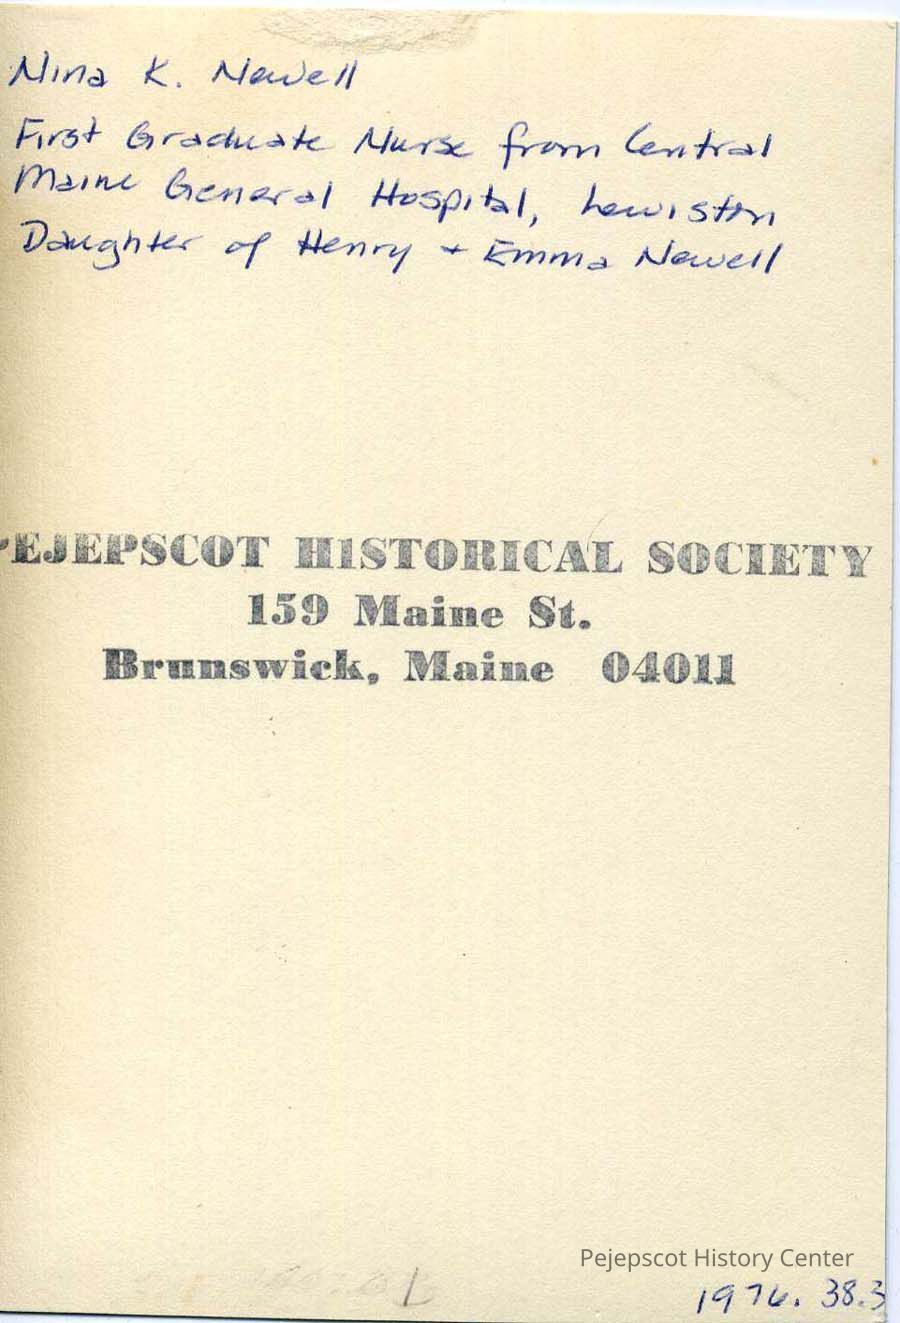 Nina K. Newell
First Graduate Nurse from Central
Maine General Hospital, Lewiston
Daughter of Henry + Emma Newell
PEJEPSCOT HISTORICAL SOCIETY
159 Maine St.
Brunswick, Maine 04011
Pejepscot History Center
1976. 38.3